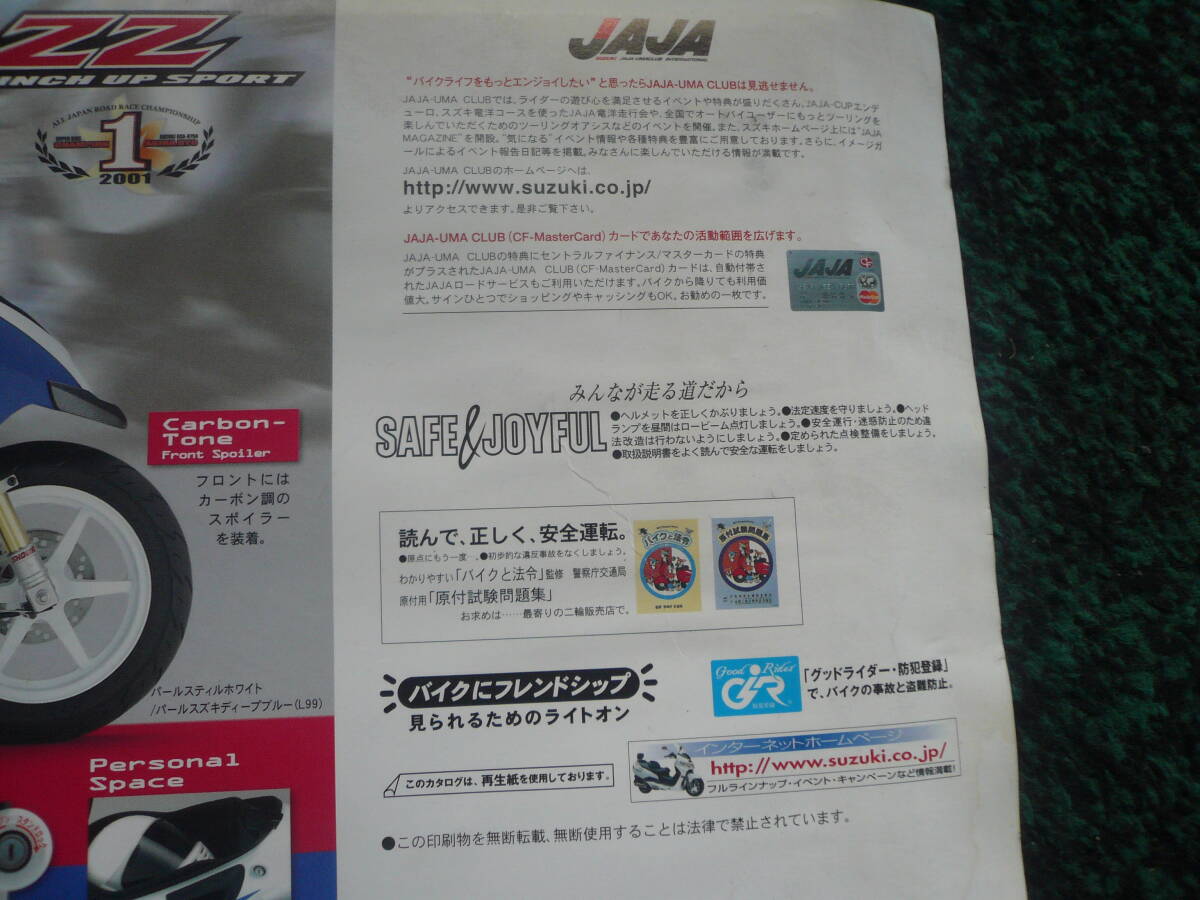 ZZ
INCH UP SPORT
ALL JAPAN ROAD RACE CHAMPIONSHIP
1
2001
Carbon-
Tone
Front Spoiler
フロントには
カーボン調の
スポイラー
を装着。
パールスティルホワイト
/パールスズキディープブルー(L99)
Personal
Space
JAJA
SUZUKI JAJA-UMACLUB INTERNATIONAL
“バイクライフをもっとエンジョイしたい”と思ったらJAJA-UMA CLUBは見逃せません。
JAJA-UMA CLUBでは、ライダーの遊び心を満足させるイベントや特典が盛りだくさん。JAJA-CUPエンデ
ューロ、スズキ竜洋コースを使ったJAJA竜洋走行会や、全国でオートバイユーザーにもっとツーリングを
楽しんでいただくためのツーリングオアシスなどのイベントを開催。また、スズキホームページ上には“JAJA
MAGAZINE”を開設。“気になる”イベント情報や各種特典を豊富にご用意しております。さらに、イメージガ
ールによるイベント報告日記等を掲載。みなさんに楽しんでいただける情報が満載です。
JAJA-UMA CLUBのホームページへは、
http://www.suzuki.co.jp/
よりアクセスできます。是非ご覧下さい。
JAJA-UMA CLUB(CF-MasterCard)カードであなたの活動範囲を広げます。
JAJA-UMA CLUBの特典にセントラルファイナンス/マスターカードの特典
がプラスされたJAJA-UMA CLUB(CF-MasterCard)カードは、自動付帯さ
れたJAJAロードサービスもご利用いただけます。バイクから降りても利用価
値大。サインひとつでショッピングやキャッシングもOK。お勧めの一枚です。
JAJA
みんなが走る道だから
SAFE&JOYFUL
●ヘルメットを正しくかぶりましょう。●法定速度を守りましょう。●ヘッド
ランプを昼間はロービーム点灯しましょう。●安全運行・迷惑防止のため違
法改造は行わないようにしましょう。●定められた点検整備をしましょう。
●取扱説明書をよく読んで安全な運転をしましょう。
読んで、正しく、安全運転。
●原点にもう一度…。●初歩的な違反事故をなくしましょう。
わかりやすい「バイクと法令」監修 警察庁交通局
原付用「原付試験問題集」
お求めは……最寄りの二輪販売店で。
バイクと法令
原付試験問題集
バイクにフレンドシップ
見られるためのライトオン
Good Rider
「グッドライダー・防犯登録」
で、バイクの事故と盗難防止。
このカタログは、再生紙を使用しております。
インターネットホームページ
http://www.suzuki.co.jp/
フルラインナップ・イベント・キャンペーンなど情報満載!
●この印刷物を無断転載、無断使用することは法律で禁止されています。